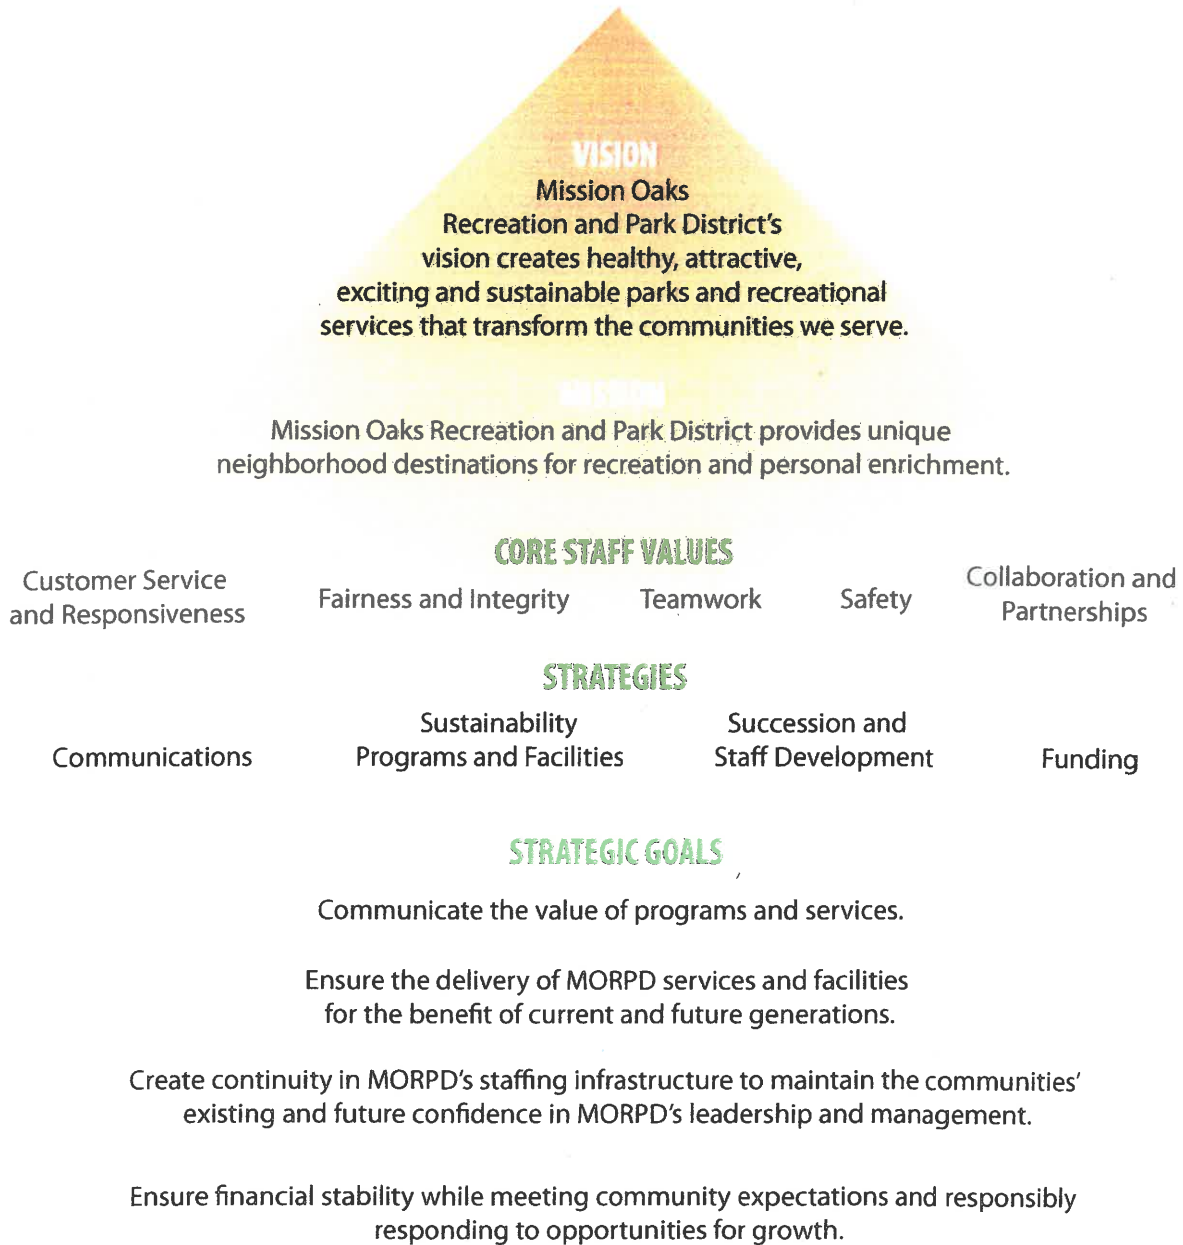 VISION
Mission Oaks
Recreation and Park District's
vision creates healthy, attractive,
exciting and sustainable parks and recreational
services that transform the communities we serve.
MISSION
Mission Oaks Recreation and Park District provides unique
neighborhood destinations for recreation and personal enrichment.
CORE STAFF VALUES
Customer Service
and Responsiveness
Fairness and Integrity
Teamwork
Safety
Collaboration and
Partnerships
STRATEGIES
Communications
Sustainability
Programs and Facilities
Succession and
Staff Development
Funding
STRATEGIC GOALS
Communicate the value of programs and services.
Ensure the delivery of MORPD services and facilities
for the benefit of current and future generations.
Create continuity in MORPD's staffing infrastructure to maintain the communities'
existing and future confidence in MORPD's leadership and management.
Ensure financial stability while meeting community expectations and responsibly
responding to opportunities for growth.